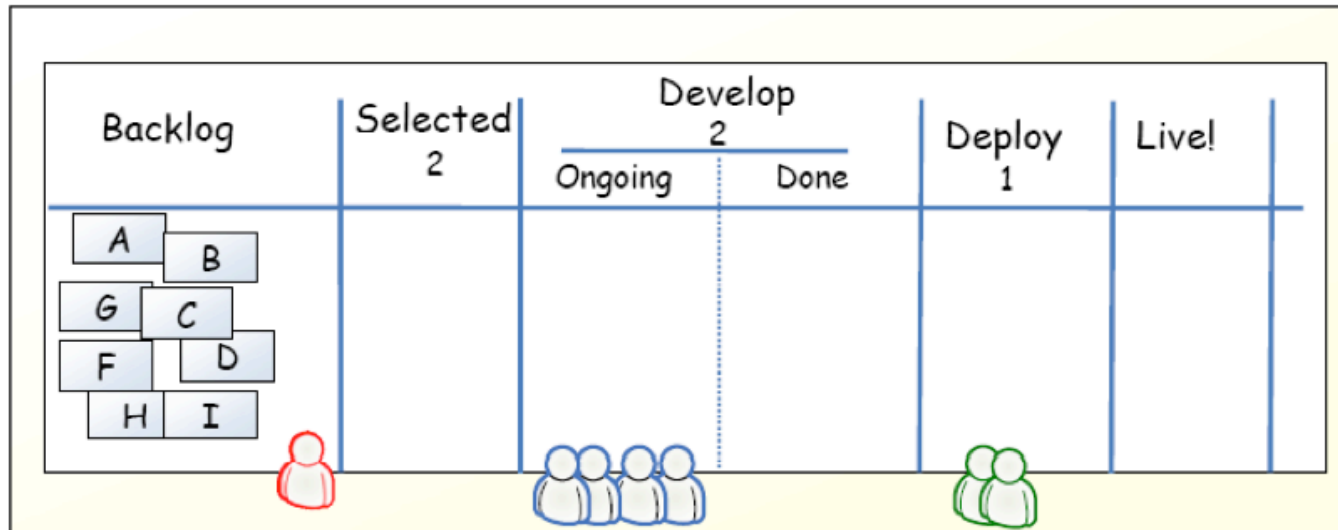 Backlog
Selected
2
Develop
2
Ongoing Done
Deploy
1
Live!
A
B
G
C
F
D
H
I